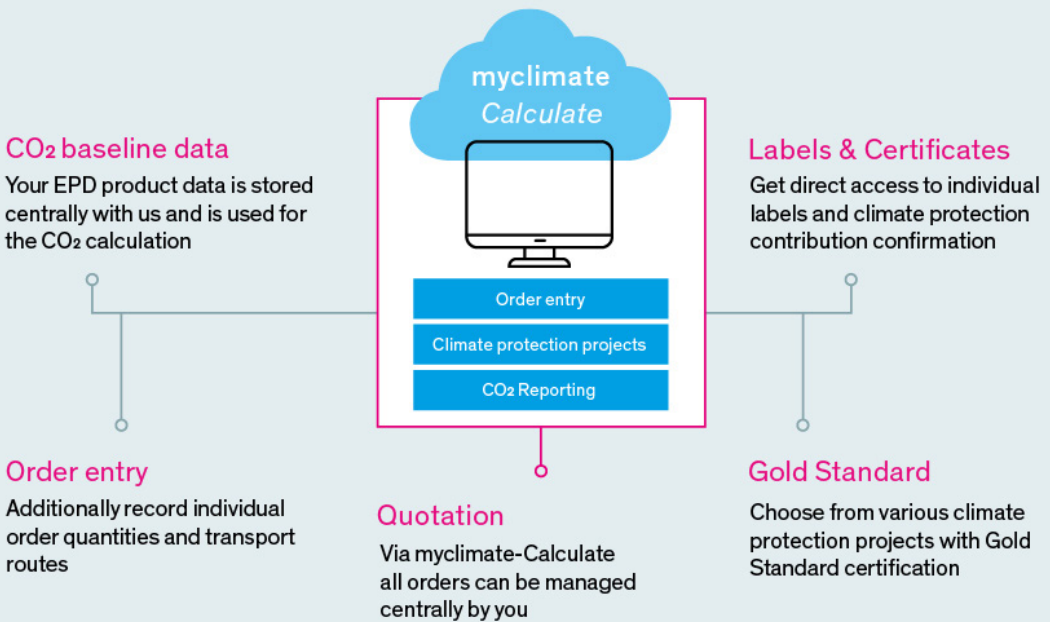 myclimate
Calculate
CO₂ baseline data
Your EPD product data is stored
centrally with us and is used for
the CO₂ calculation
Labels & Certificates
Get direct access to individual
labels and climate protection
contribution confirmation
Order entry
Climate protection projects
CO₂ Reporting
Order entry
Additionally record individual
order quantities and transport
routes
Quotation
Via myclimate-Calculate
all orders can be managed
centrally by you
Gold Standard
Choose from various climate
protection projects with Gold
Standard certification